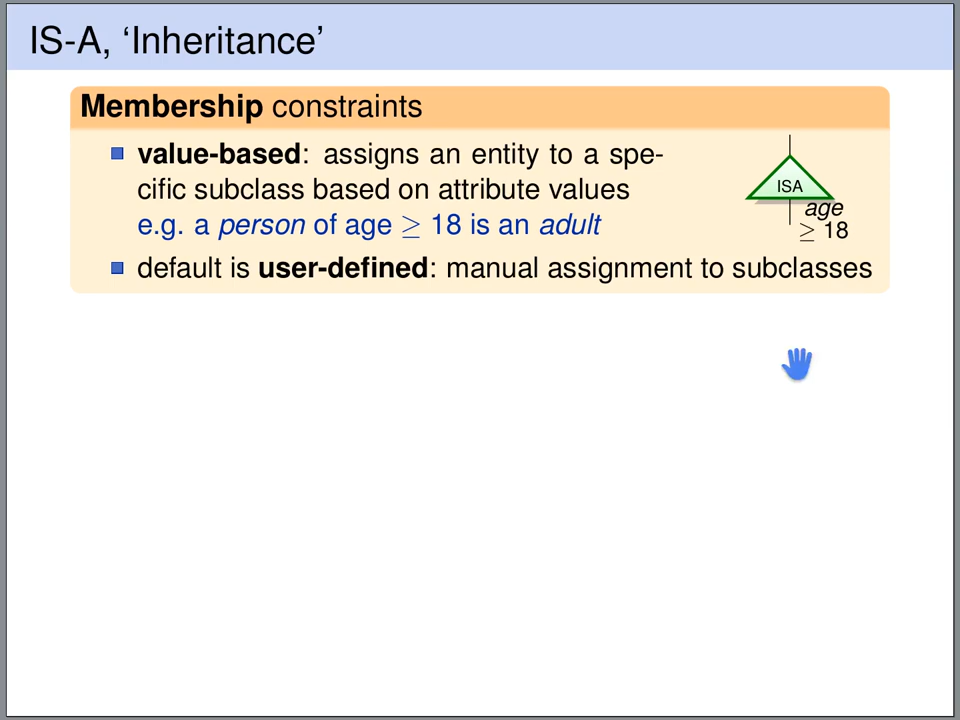 IS-A, ‘Inheritance’
Membership constraints
value-based: assigns an entity to a spe-
cific subclass based on attribute values
e.g. a person of age ≥ 18 is an adult
ISA
age
≥ 18
default is user-defined: manual assignment to subclasses